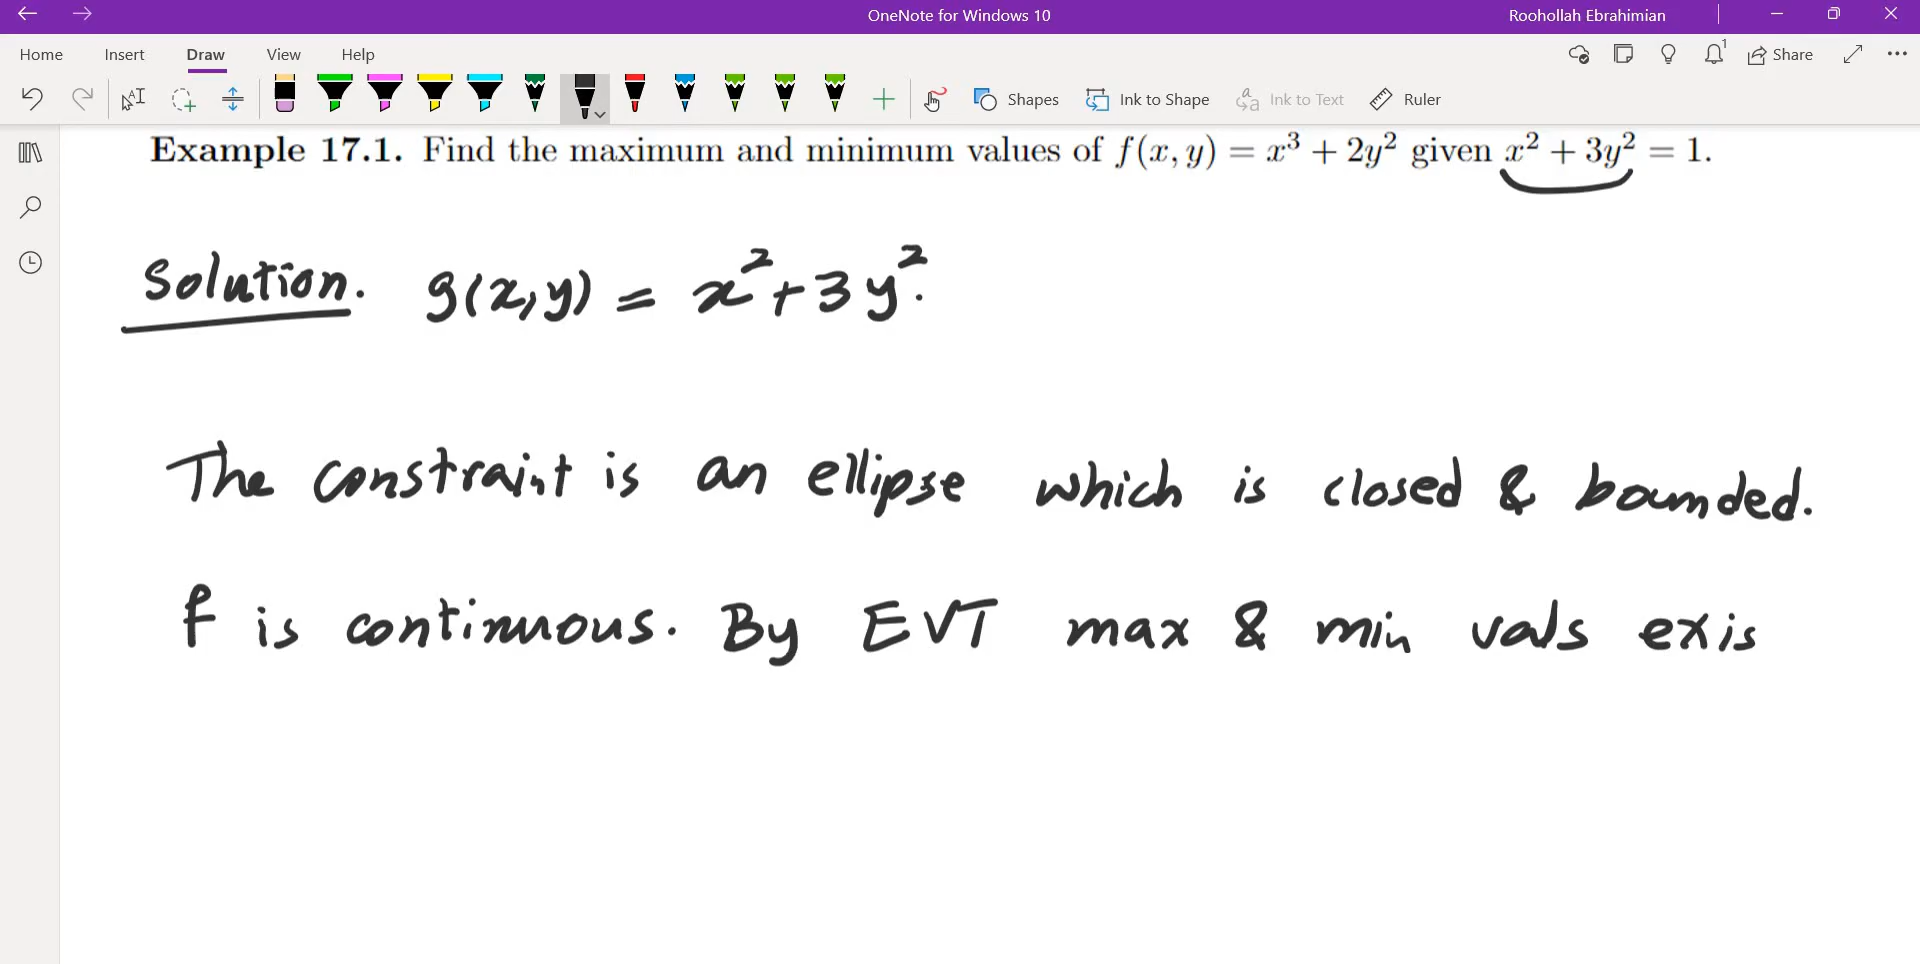 OneNote for Windows 10
Roohollah Ebrahimian
Home Insert Draw View Help
1 Share
Shapes Ink to Shape Ink to Text Ruler
Example 17.1. Find the maximum and minimum values of f(x, y) = x³ + 2y² given x² + 3y² = 1.
Solution. g(x,y) = x² + 3y².
The constraint is an ellipse which is closed & bounded.
f is continuous. By EVT max & min vals exis